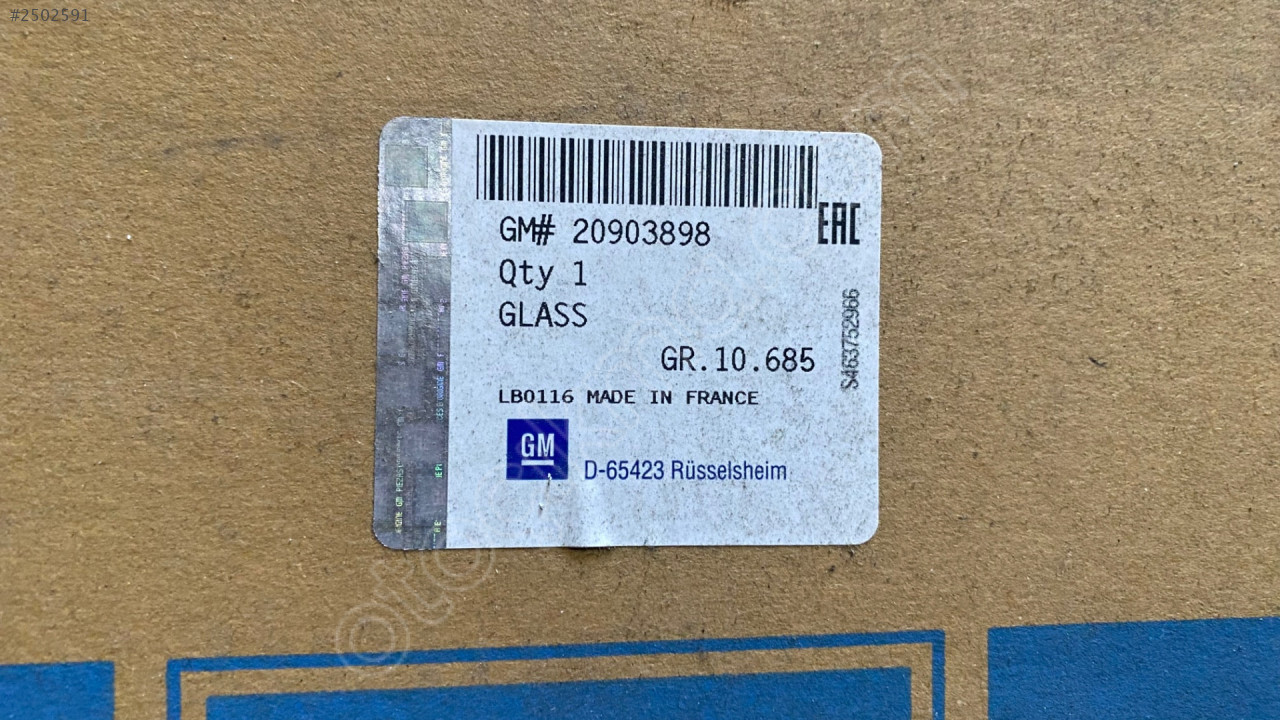 #2502591
GM# 20903898
EAC
Qty 1
GLASS
GR.10.685
S463752966
LB0116 MADE IN FRANCE
GM
D-65423 Rüsselsheim